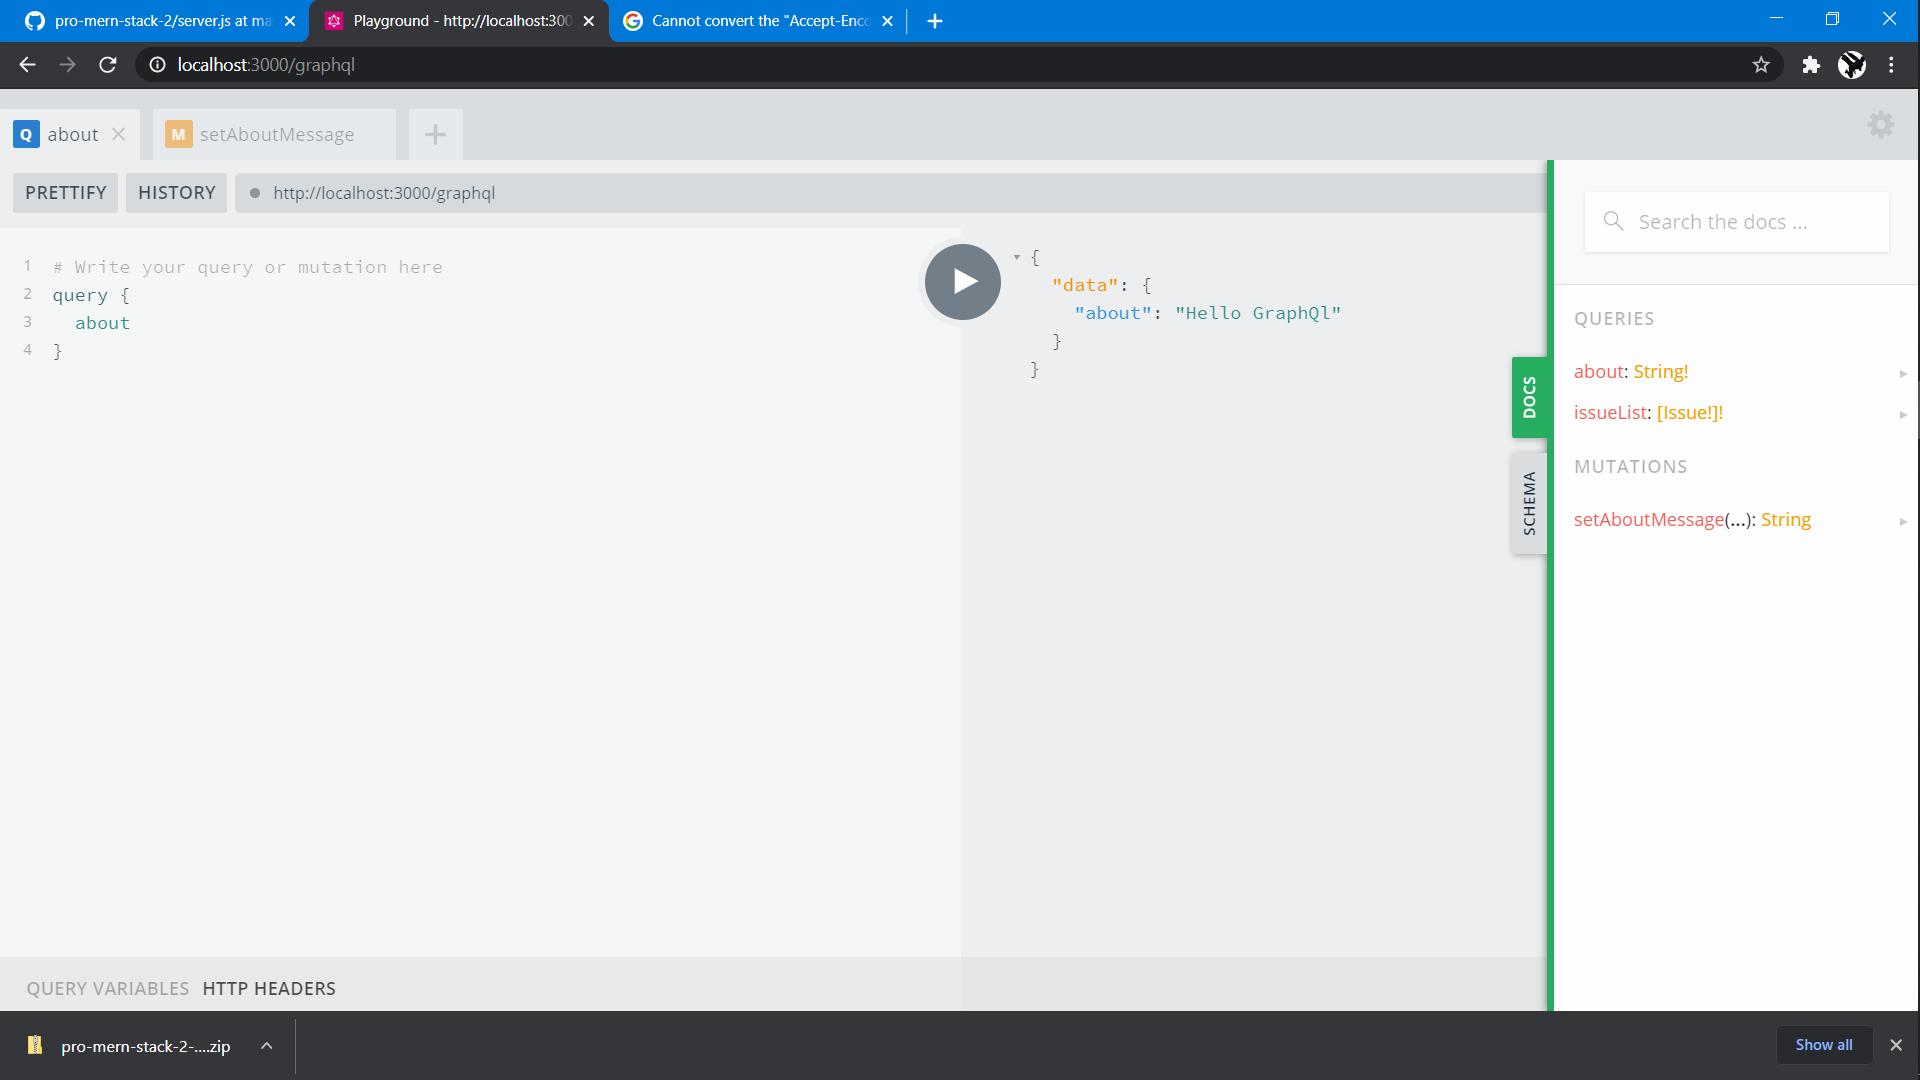 pro-mern-stack-2/server.js at ma
Playground - http://localhost:300
Cannot convert the "Accept-Enco
localhost:3000/graphql
Q about
M setAboutMessage
PRETTIFY HISTORY http://localhost:3000/graphql
1 # Write your query or mutation here
2 query {
3 about
4 }
{
"data": {
"about": "Hello GraphQl"
}
}
DOCS
SCHEMA
Search the docs ...
QUERIES
about: String!
issueList: [Issue!]!
MUTATIONS
setAboutMessage(...): String
QUERY VARIABLES HTTP HEADERS
pro-mern-stack-2-....zip
Show all